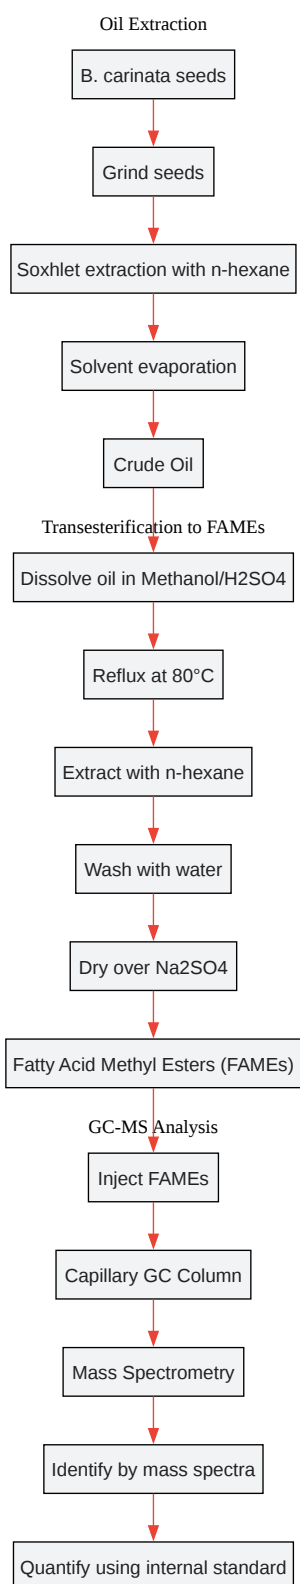 Oil Extraction
B. carinata seeds
Grind seeds
Soxhlet extraction with n-hexane
Solvent evaporation
Crude Oil
Transesterification to FAMEs
Dissolve oil in Methanol/H2SO4
Reflux at 80°C
Extract with n-hexane
Wash with water
Dry over Na2SO4
Fatty Acid Methyl Esters (FAMEs)
GC-MS Analysis
Inject FAMEs
Capillary GC Column
Mass Spectrometry
Identify by mass spectra
Quantify using internal standard